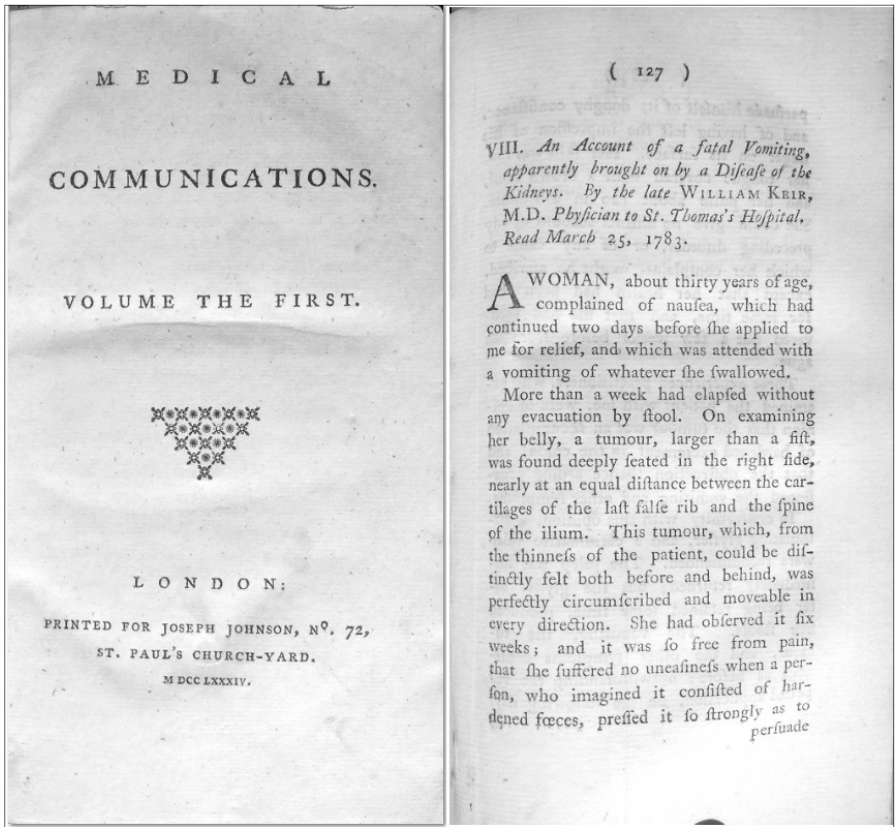 MEDICAL
COMMUNICATIONS.
VOLUME THE FIRST.
LONDON:
PRINTED FOR JOSEPH JOHNSON, Nº. 72,
ST. PAUL'S CHURCH-YARD.
M DCC LXXXIV.
( 127 )
VIII. An Account of a fatal Vomiting,
apparently brought on by a Diſeaſe of the
Kidneys. By the late WILLIAM KEIR,
M.D. Phyſician to St. Thomas's Hoſpital.
Read March 25, 1783.
A WOMAN, about thirty years of age,
complained of nauſea, which had
continued two days before ſhe applied to
me for relief, and which was attended with
a vomiting of whatever ſhe ſwallowed.
More than a week had elapſed without
any evacuation by ſtool. On examining
her belly, a tumour, larger than a fiſt,
was found deeply ſeated in the right ſide,
nearly at an equal diſtance between the car-
tilages of the laſt falſe rib and the ſpine
of the ilium. This tumour, which, from
the thinneſs of the patient, could be diſ-
tinctly felt both before and behind, was
perfectly circumſcribed and moveable in
every direction. She had obſerved it ſix
weeks; and it was ſo free from pain,
that ſhe ſuffered no uneaſineſs when a per-
ſon, who imagined it conſiſted of har-
dened fœces, preſſed it ſo ſtrongly as to
perſuade